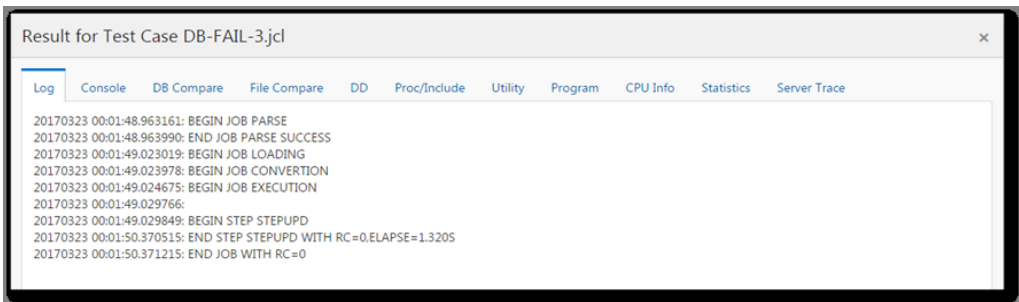 Result for Test Case DB-FAIL-3.jcl ×
Log Console DB Compare File Compare DD Proc/Include Utility Program CPU Info Statistics Server Trace
20170323 00:01:48.963161: BEGIN JOB PARSE
20170323 00:01:48.963990: END JOB PARSE SUCCESS
20170323 00:01:49.023019: BEGIN JOB LOADING
20170323 00:01:49.023978: BEGIN JOB CONVERTION
20170323 00:01:49.024675: BEGIN JOB EXECUTION
20170323 00:01:49.029766:
20170323 00:01:49.029849: BEGIN STEP STEPUPD
20170323 00:01:50.370515: END STEP STEPUPD WITH RC=0,ELAPSE=1.320S
20170323 00:01:50.371215: END JOB WITH RC=0